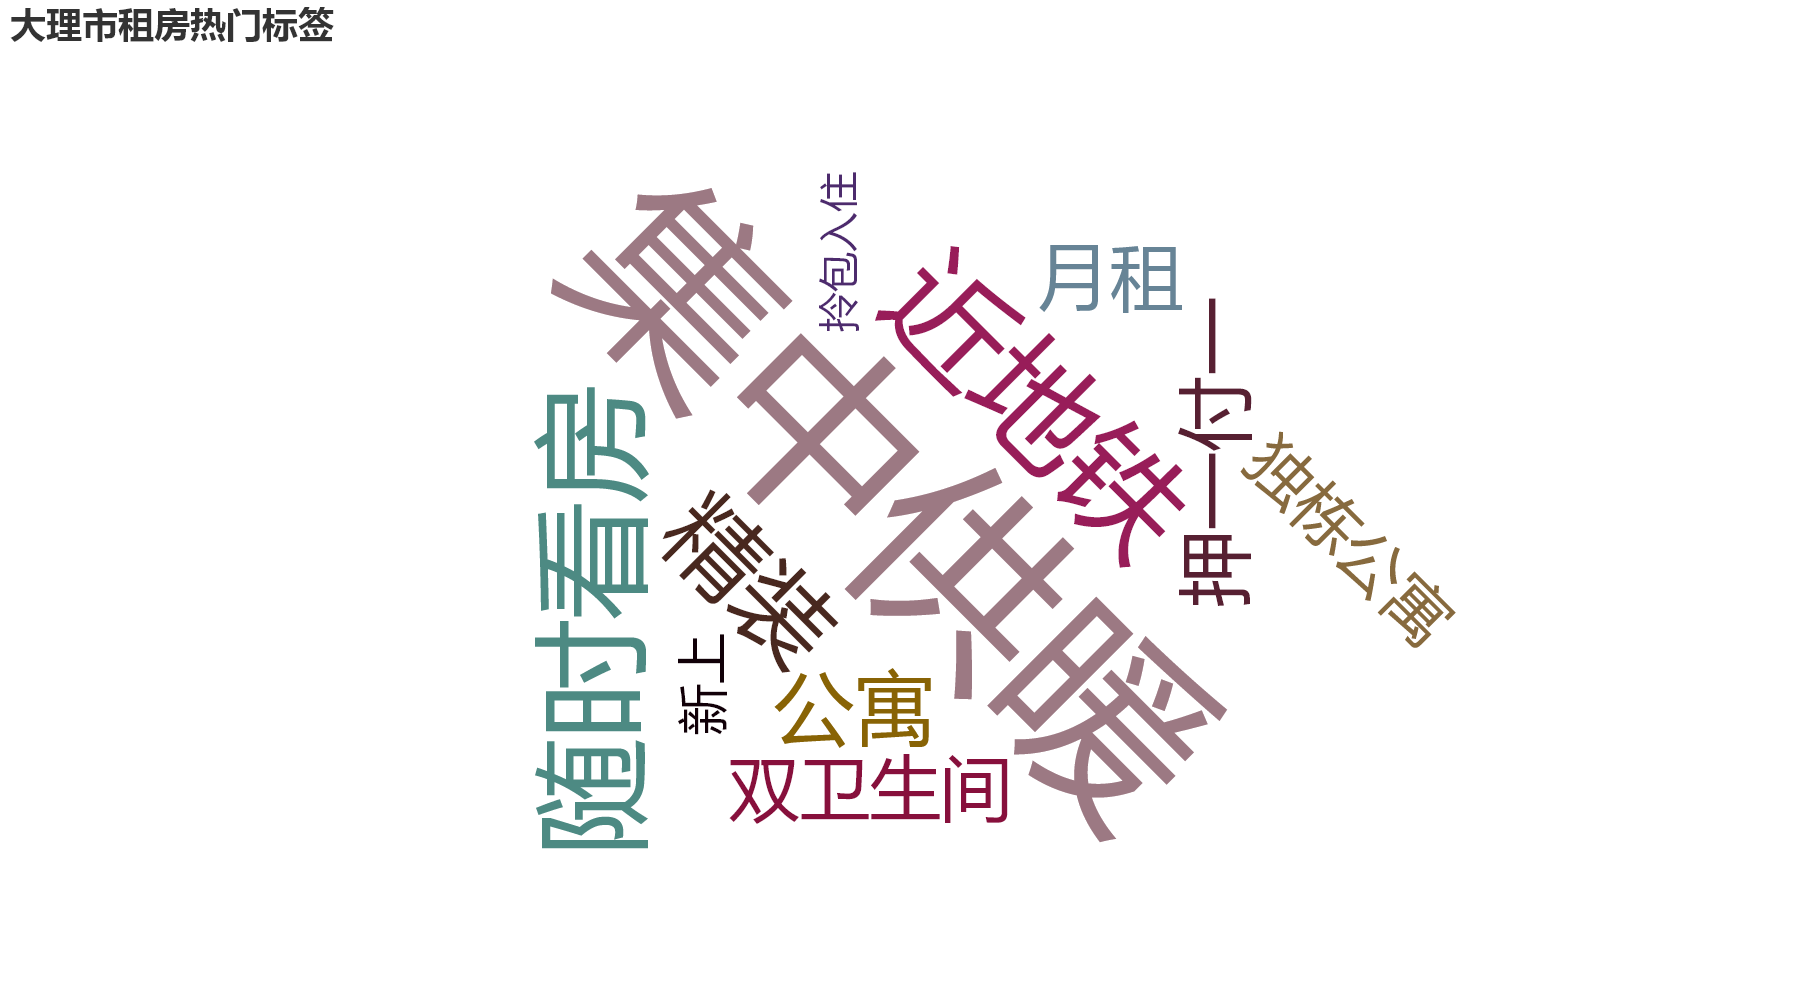 大理市租房热门标签
拎包入住
月租
近地铁
集中供暖
押一付一
随时看房
独栋公寓
精装
新上
公寓
双卫生间